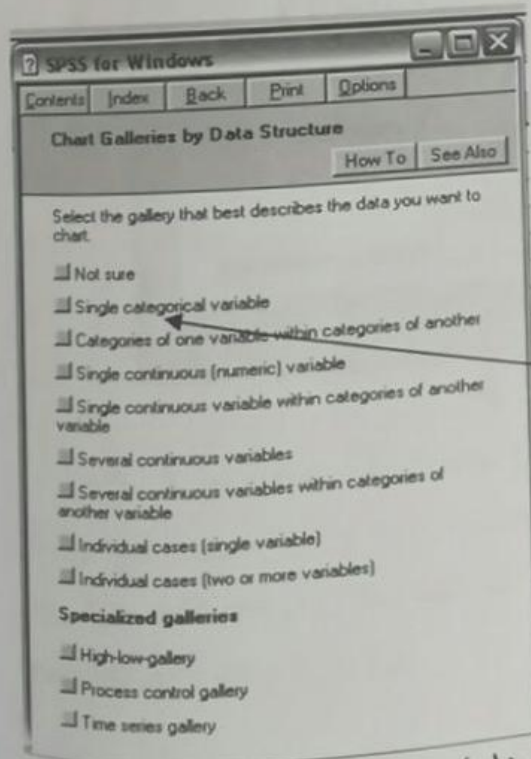 SPSS for Windows
Contents Index Back Print Options
Chart Galleries by Data Structure
How To See Also
Select the gallery that best describes the data you want to
chart.
Not sure
Single categorical variable
Categories of one variable within categories of another
Single continuous (numeric) variable
Single continuous variable within categories of another
variable
Several continuous variables
Several continuous variables within categories of
another variable
Individual cases (single variable)
Individual cases (two or more variables)
Specialized galleries
High-low-gallery
Process control gallery
Time series gallery